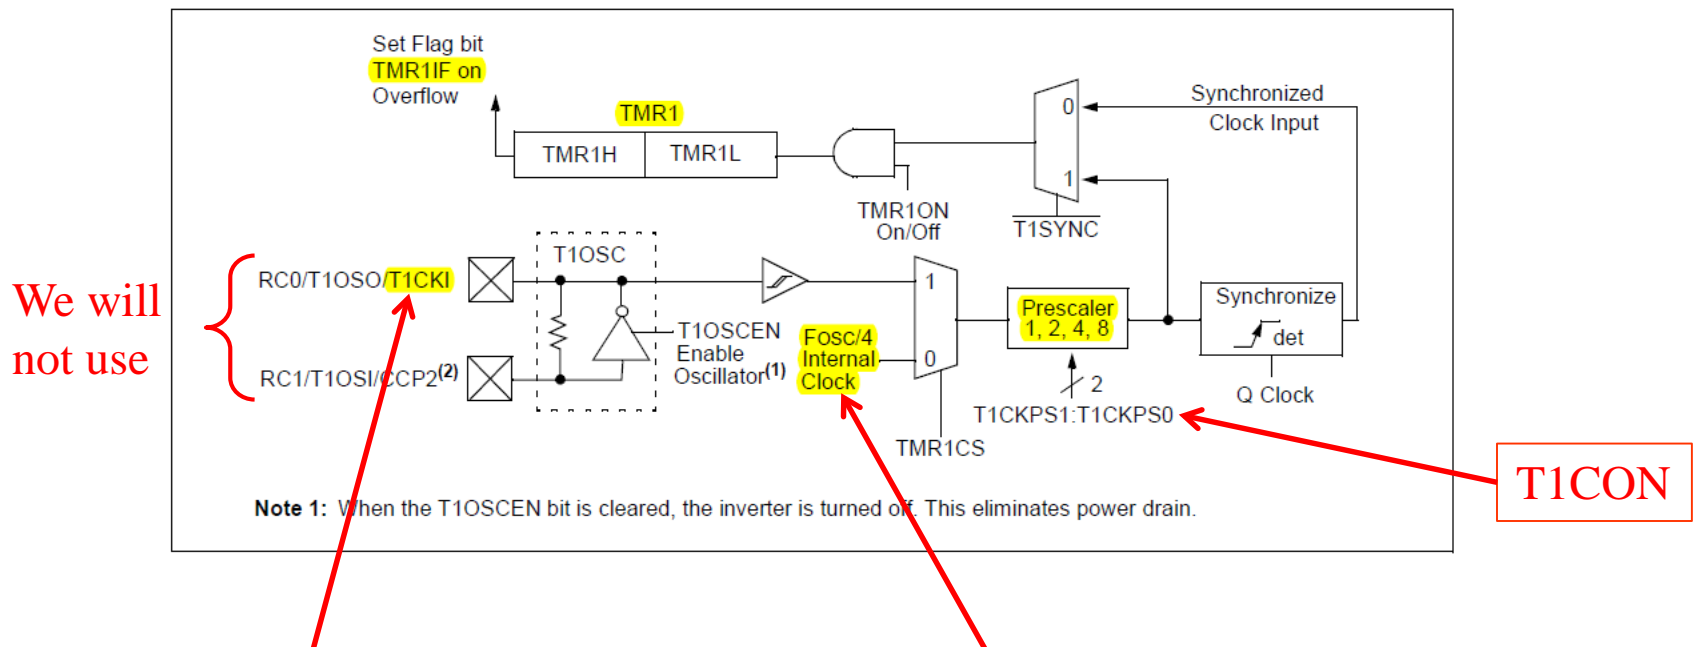 Set Flag bit
TMR1IF on
Overflow
TMR1
TMR1H
TMR1L
TMR1ON
On/Off
0
1
T1SYNC
Synchronized
Clock Input
We will
not use
RC0/T1OSO/T1CKI
RC1/T1OSI/CCP2(2)
T1OSC
T1OSCEN
Enable
Oscillator(1)
FOSC/4
Internal
Clock
1
0
TMR1CS
Prescaler
1, 2, 4, 8
2
T1CKPS1:T1CKPS0
Synchronize
det
Q Clock
T1CON
Note 1: When the T1OSCEN bit is cleared, the inverter is turned off. This eliminates power drain.